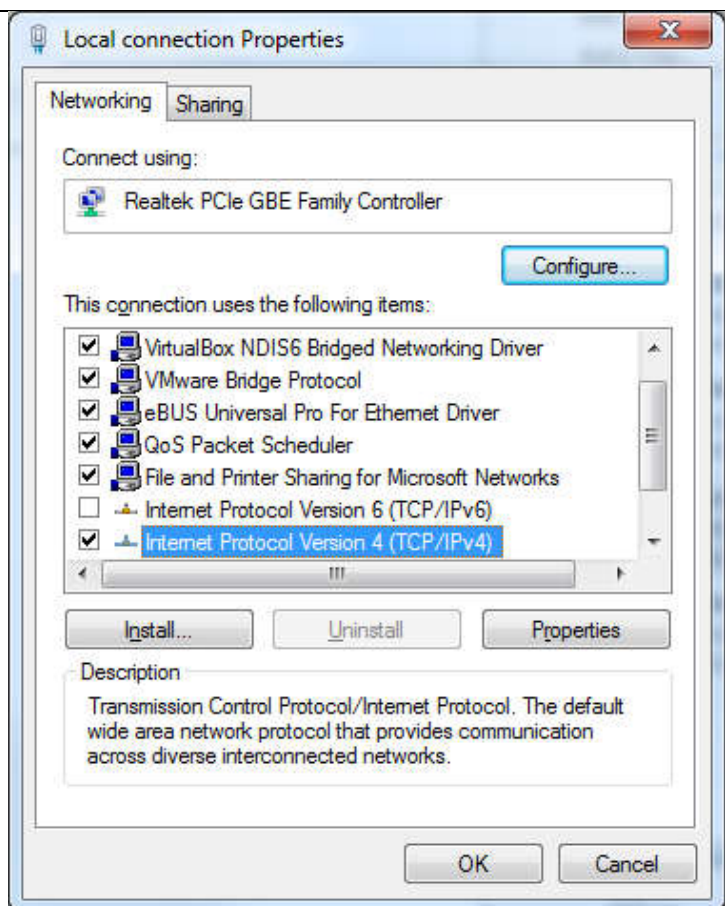 Local connection Properties
Networking
Sharing
Connect using:
Realtek PCIe GBE Family Controller
Configure...
This connection uses the following items:
VirtualBox NDIS6 Bridged Networking Driver
VMware Bridge Protocol
eBUS Universal Pro For Ethernet Driver
QoS Packet Scheduler
File and Printer Sharing for Microsoft Networks
Internet Protocol Version 6 (TCP/IPv6)
Internet Protocol Version 4 (TCP/IPv4)
Install...
Uninstall
Properties
Description
Transmission Control Protocol/Internet Protocol. The default
wide area network protocol that provides communication
across diverse interconnected networks.
OK
Cancel